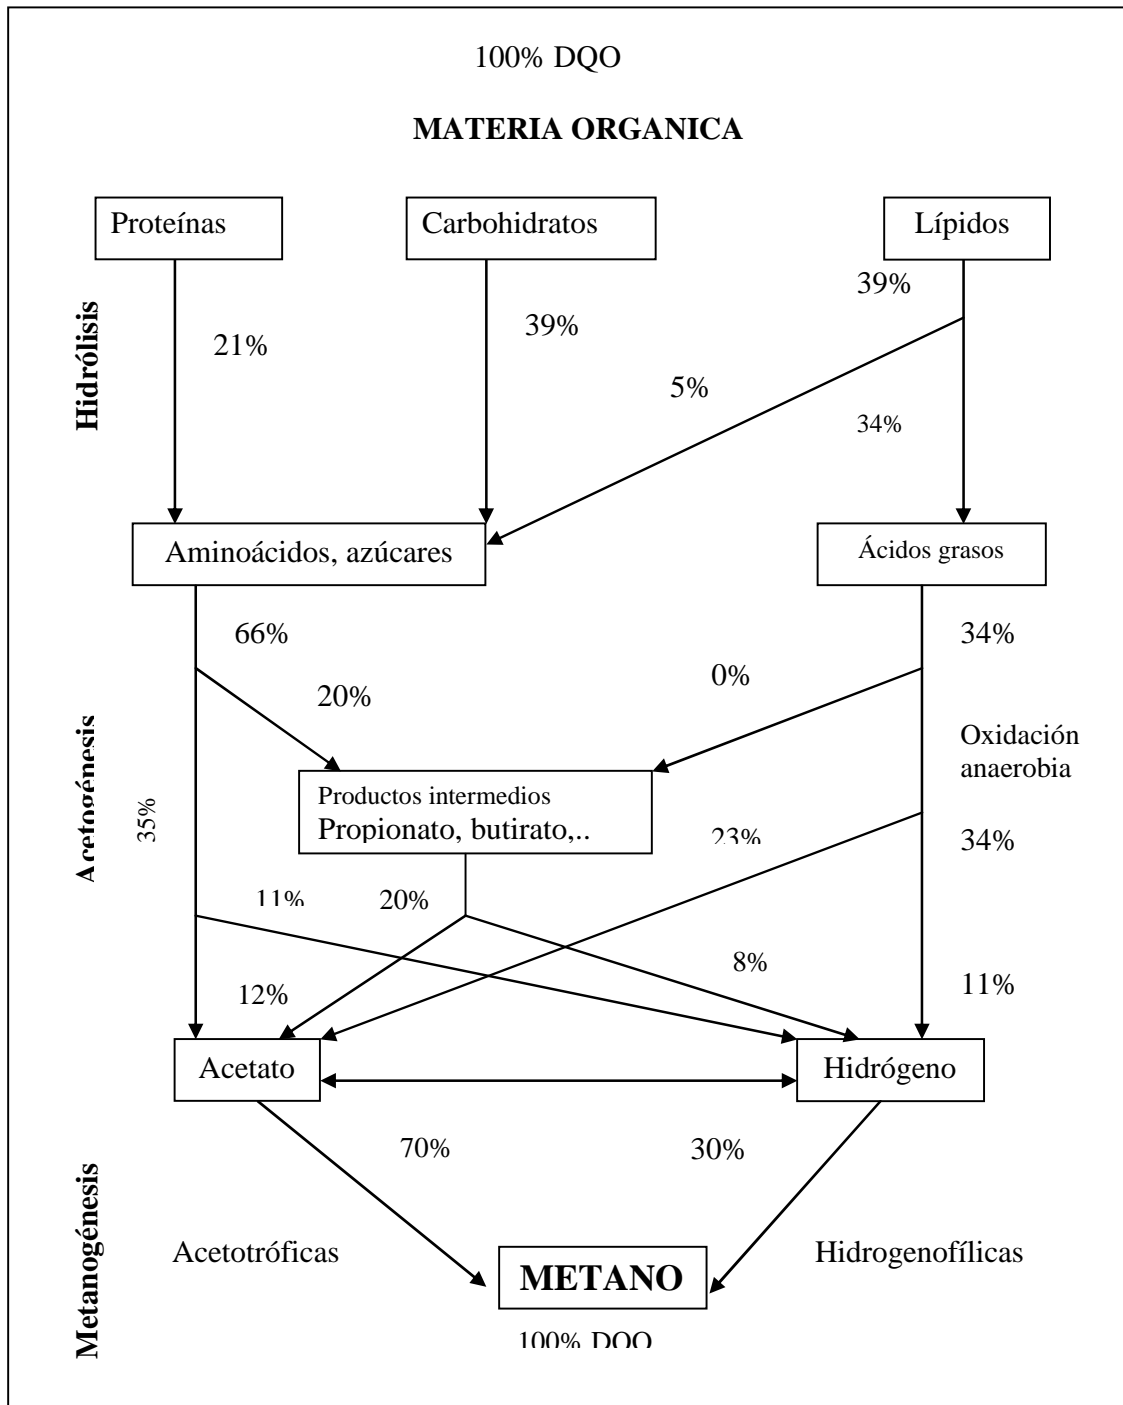 100% DQO
MATERIA ORGANICA
Proteínas
Carbohidratos
Lípidos
Hidrólisis
21%
39%
39%
5%
34%
Aminoácidos, azúcares
Ácidos grasos
Acetogénesis
66%
34%
20%
0%
Oxidación
anaerobia
Productos intermedios
Propionato, butirato,..
35%
23%
34%
11%
20%
12%
8%
11%
Acetato
Hidrógeno
Metanogénesis
70%
30%
Acetotróficas
Hidrogenofílicas
METANO
100% DQO